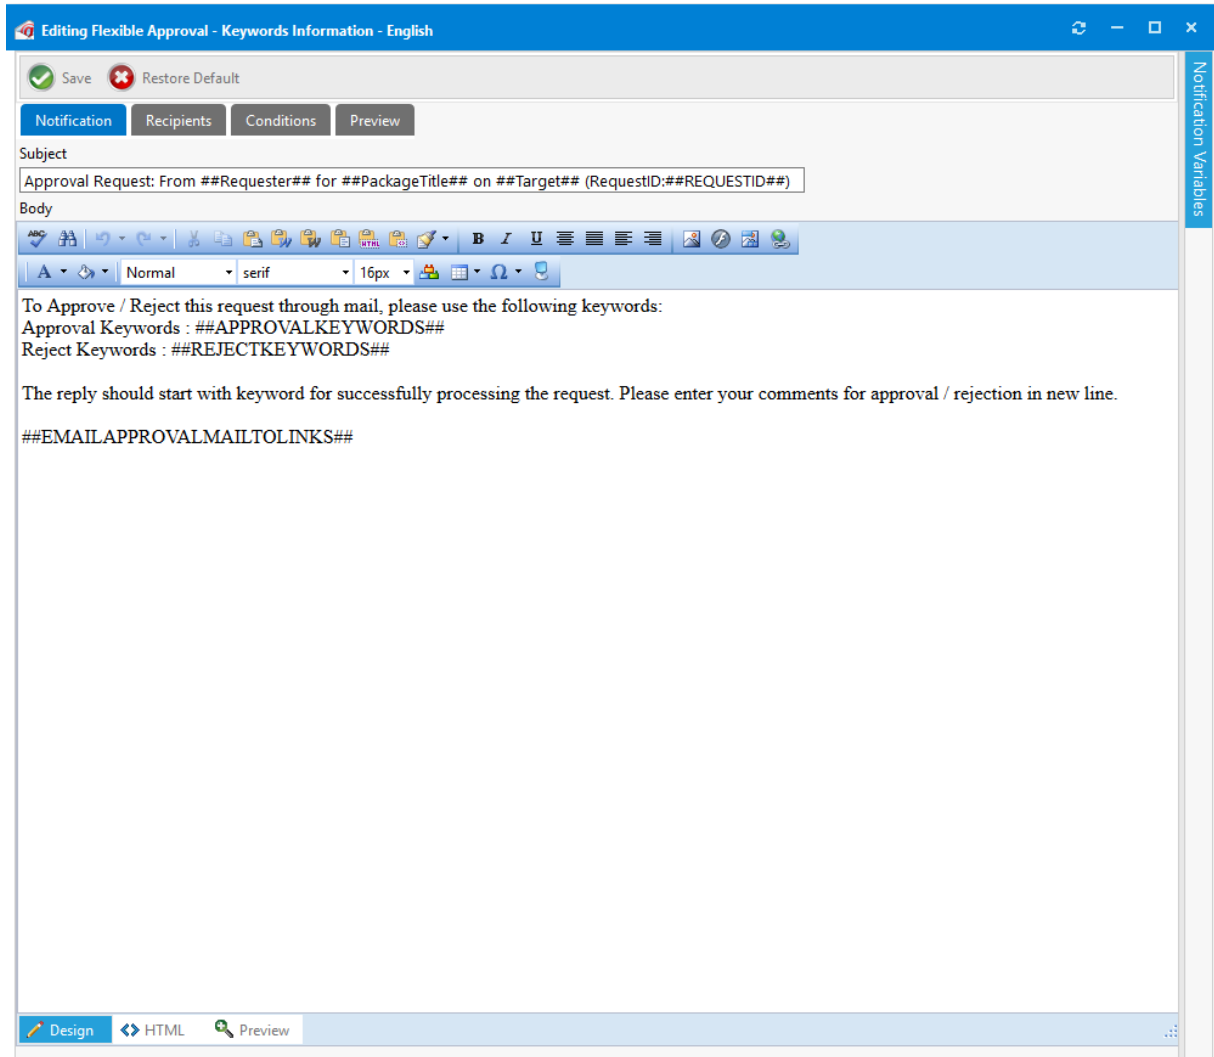 Editing Flexible Approval - Keywords Information - English
Save Restore Default
Notification Recipients Conditions Preview
Notification Variables
Subject
Approval Request: From ##Requester## for ##PackageTitle## on ##Target## (RequestID:##REQUESTID##)
Body
ABC HTML B I U
A Normal serif 16px Ω
To Approve / Reject this request through mail, please use the following keywords:
Approval Keywords : ##APPROVALKEYWORDS##
Reject Keywords : ##REJECTKEYWORDS##
The reply should start with keyword for successfully processing the request. Please enter your comments for approval / rejection in new line.
##EMAILAPPROVALMAILTOLINKS##
Design HTML Preview